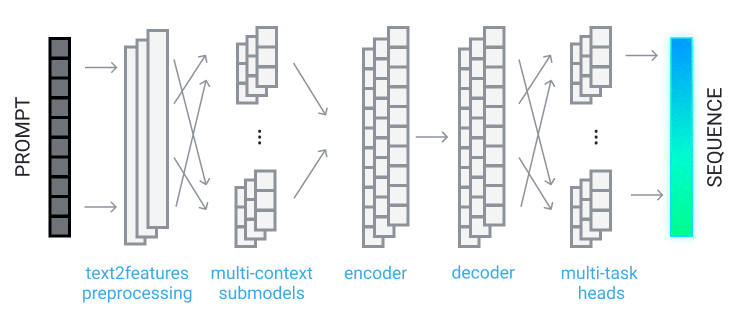 PROMPT
text2features
preprocessing
multi-context
submodels
encoder
decoder
multi-task
heads
SEQUENCE